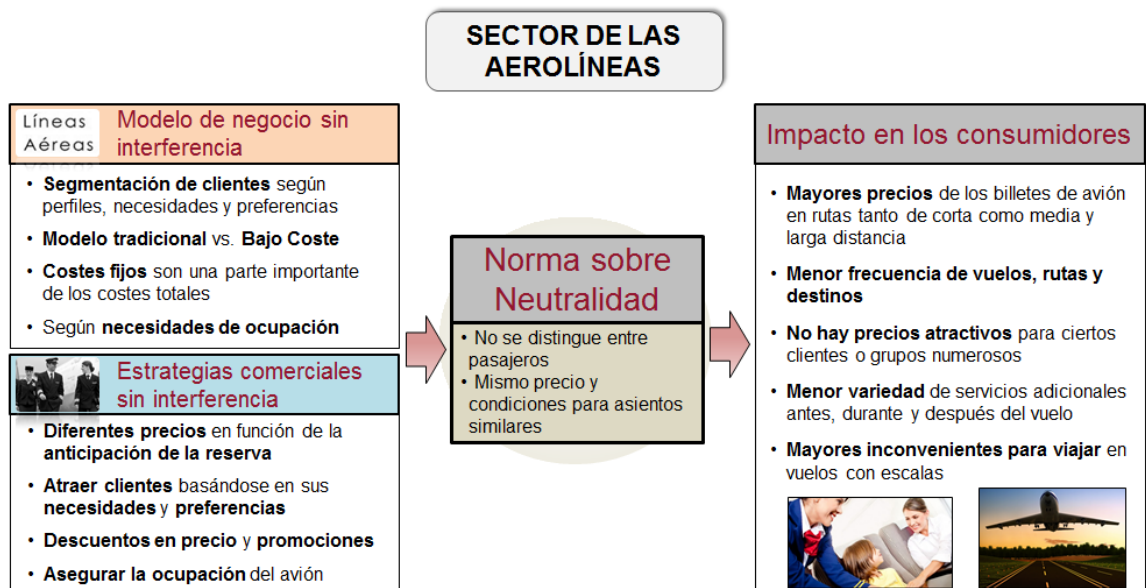 SECTOR DE LAS
AEROLÍNEAS
Líneas
Aéreas
Modelo de negocio sin
interferencia
• Segmentación de clientes según
perfiles, necesidades y preferencias
• Modelo tradicional vs. Bajo Coste
• Costes fijos son una parte importante
de los costes totales
• Según necesidades de ocupación
Estrategias comerciales
sin interferencia
• Diferentes precios en función de la
anticipación de la reserva
• Atraer clientes basándose en sus
necesidades y preferencias
• Descuentos en precio y promociones
• Asegurar la ocupación del avión
Norma sobre
Neutralidad
• No se distingue entre
pasajeros
• Mismo precio y
condiciones para asientos
similares
Impacto en los consumidores
• Mayores precios de los billetes de avión
en rutas tanto de corta como media y
larga distancia
• Menor frecuencia de vuelos, rutas y
destinos
• No hay precios atractivos para ciertos
clientes o grupos numerosos
• Menor variedad de servicios adicionales
antes, durante y después del vuelo
• Mayores inconvenientes para viajar en
vuelos con escalas